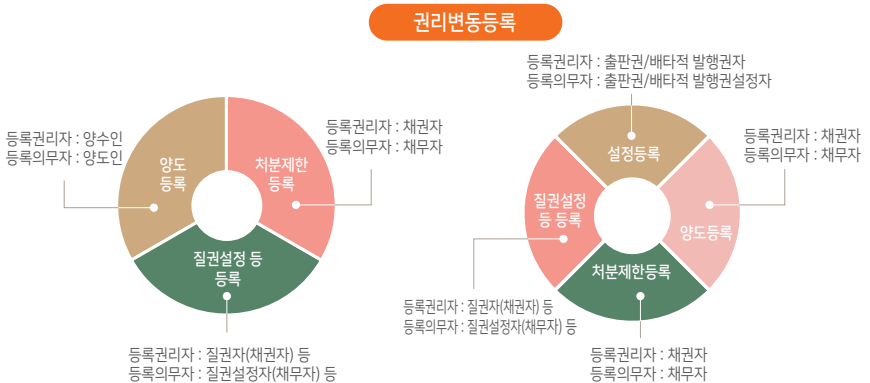 권리변동등록
등록권리자 : 양수인
등록의무자 : 양도인
양도
등록
처분제한
등록
등록권리자 : 채권자
등록의무자 : 채무자
질권설정 등
등록
등록권리자 : 질권자(채권자) 등
등록의무자 : 질권설정자(채무자) 등
등록권리자 : 출판권/배타적 발행권자
등록의무자 : 출판권/배타적 발행권설정자
설정등록
등록권리자 : 채권자
등록의무자 : 채무자
양도등록
질권설정
등 등록
처분제한등록
등록권리자 : 질권자(채권자) 등
등록의무자 : 질권설정자(채무자) 등
등록권리자 : 채권자
등록의무자 : 채무자